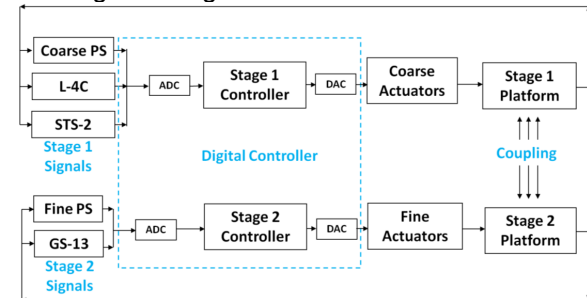 Coarse PS
L-4C
STS-2
Stage 1
Signals
ADC
Stage 1
Controller
DAC
Coarse
Actuators
Stage 1
Platform
Digital Controller
Coupling
Fine PS
GS-13
Stage 2
Signals
ADC
Stage 2
Controller
DAC
Fine
Actuators
Stage 2
Platform